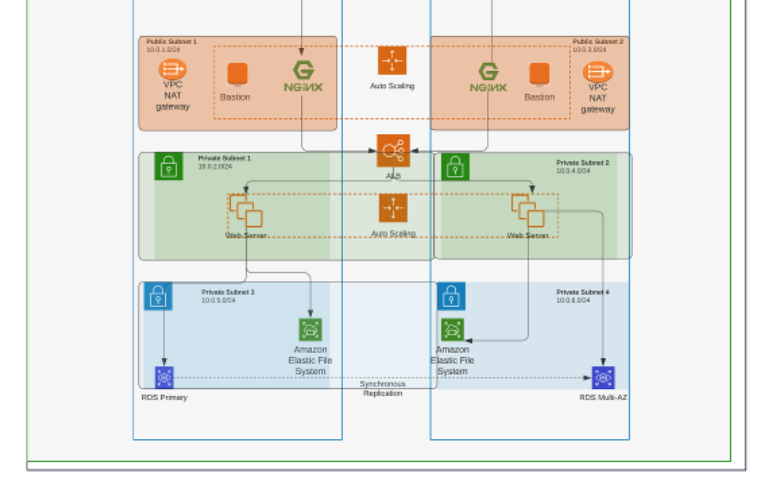 Public Subnet 1
10.0.1.0/24
VPC
NAT
gateway
Bastion
NGINX
Auto Scaling
NGINX
Bastion
Public Subnet 2
10.0.3.0/24
VPC
NAT
gateway
ALB
Private Subnet 1
10.0.2.0/24
Private Subnet 2
10.0.4.0/24
Web Server
Auto Scaling
Web Server
Private Subnet 3
10.0.5.0/24
Private Subnet 4
10.0.6.0/24
Amazon
Elastic File
System
Amazon
Elastic File
System
RDS Primary
Synchronous
Replication
RDS Multi-AZ